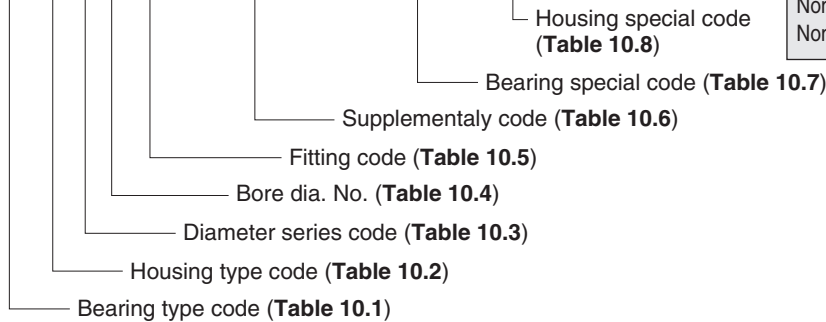 Housing special code
(Table 10.8)
Nor
Nor
Bearing special code (Table 10.7)
Supplementaly code (Table 10.6)
Fitting code (Table 10.5)
Bore dia. No. (Table 10.4)
Diameter series code (Table 10.3)
Housing type code (Table 10.2)
Bearing type code (Table 10.1)